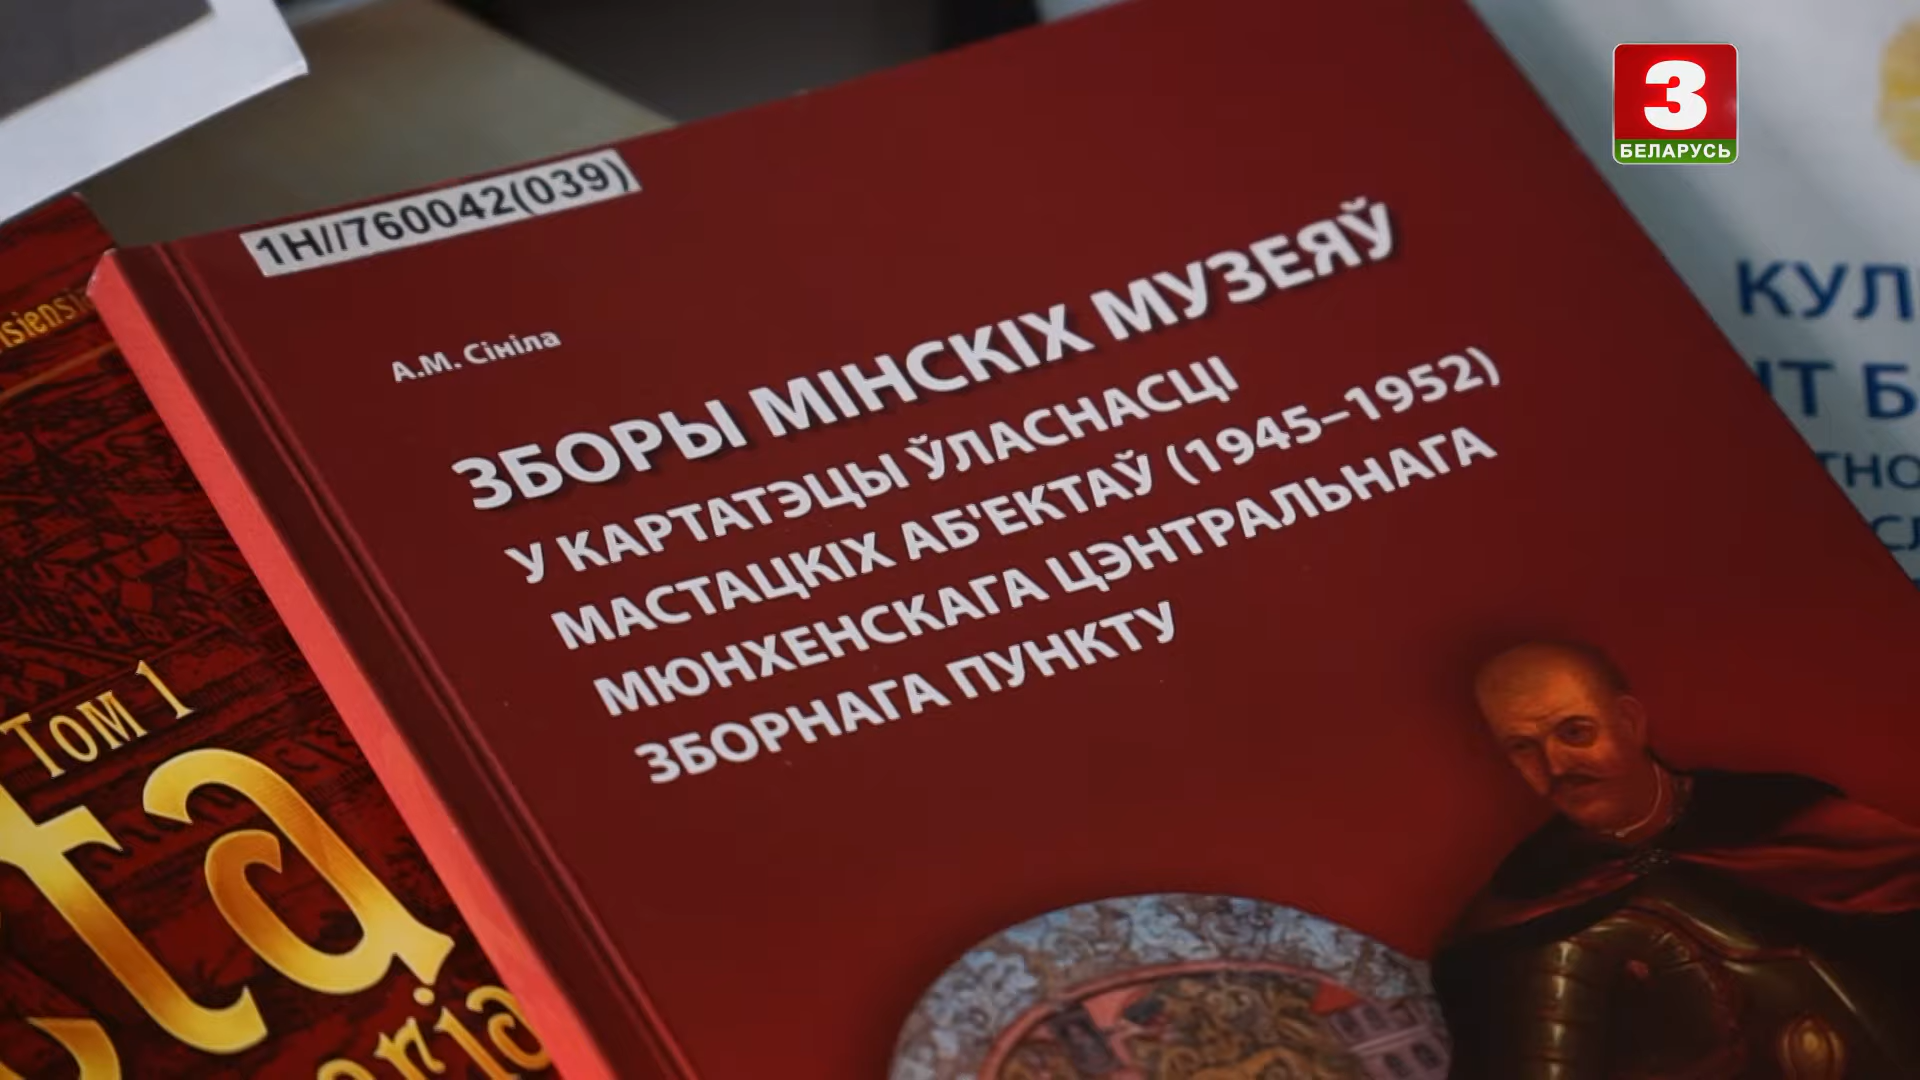 3
БЕЛАРУСЬ
1H//760042(039)
А.М. Сініла
ЗБОРЫ МІНСКІХ МУЗЕЯЎ
У КАРТАТЭЦЫ ЎЛАСНАСЦІ
МАСТАЦКІХ АБ'ЕКТАЎ (1945–1952)
МЮНХЕНСКАГА ЦЭНТРАЛЬНАГА
ЗБОРНАГА ПУНКТУ
Том 1